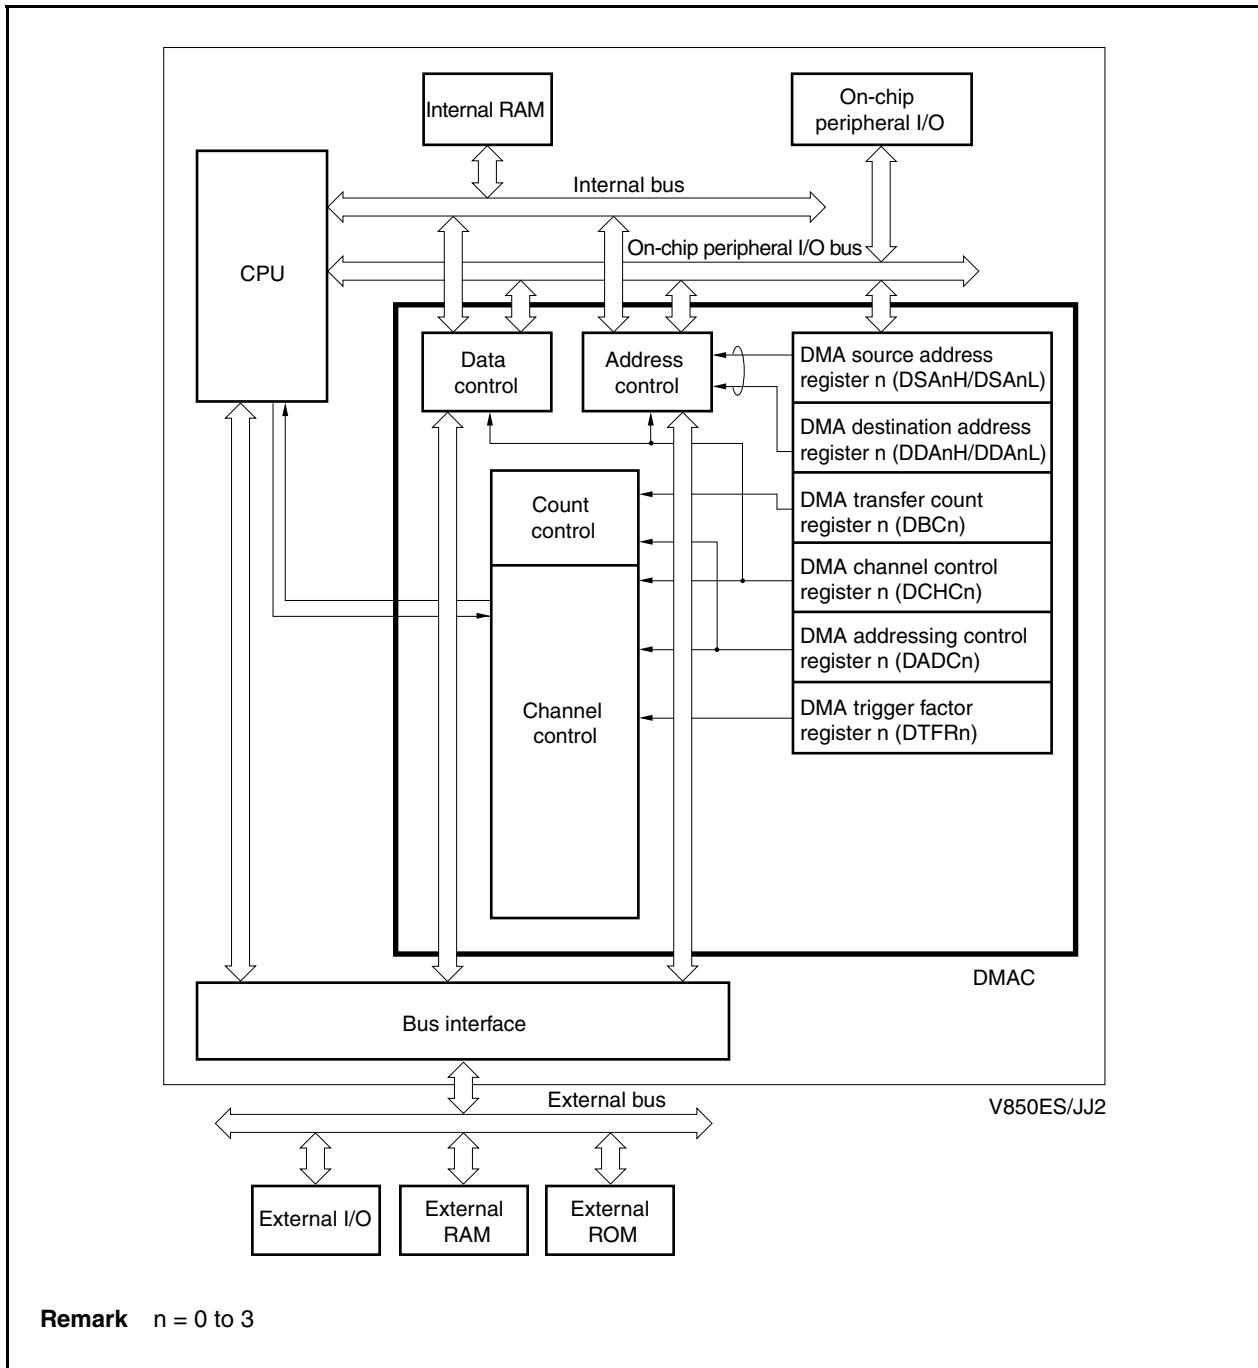 Internal RAM
On-chip
peripheral I/O
Internal bus
On-chip peripheral I/O bus
CPU
Data
control
Address
control
DMA source address
register n (DSAnH/DSAnL)
DMA destination address
register n (DDAnH/DDAnL)
Count
control
DMA transfer count
register n (DBCn)
DMA channel control
register n (DCHCn)
DMA addressing control
register n (DADCn)
Channel
control
DMA trigger factor
register n (DTFRn)
DMAC
Bus interface
External bus
V850ES/JJ2
External I/O
External
RAM
External
ROM
Remark n = 0 to 3